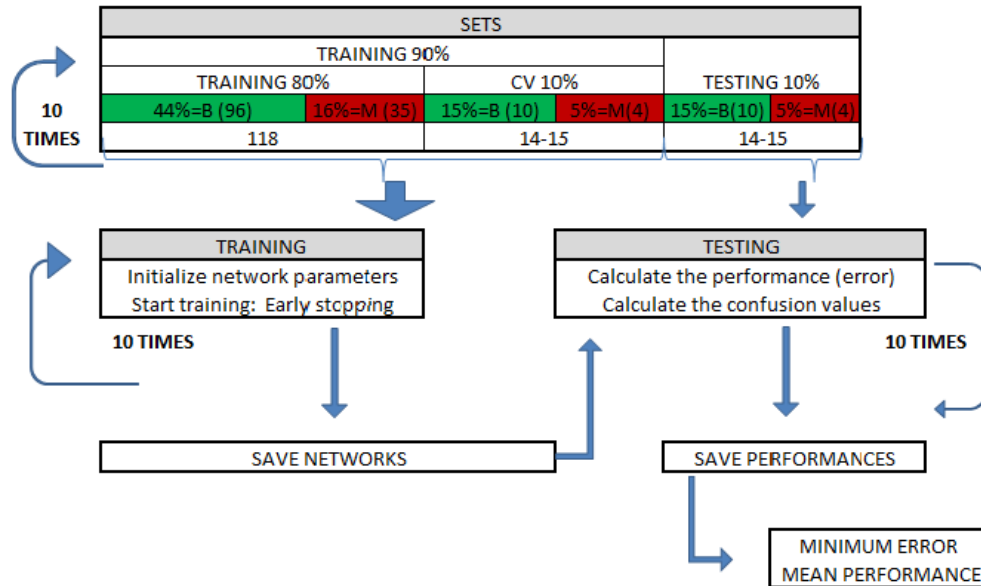 SETS
TRAINING 90%
TRAINING 80% CV 10% TESTING 10%
44%=B (96) 16%=M (35) 15%=B (10) 5%=M(4) 15%=B(10) 5%=M(4)
10
TIMES
118 14-15 14-15
TRAINING
Initialize network parameters
Start training: Early stopping
10 TIMES
TESTING
Calculate the performance (error)
Calculate the confusion values
10 TIMES
SAVE NETWORKS
SAVE PERFORMANCES
MINIMUM ERROR
MEAN PERFORMANCE